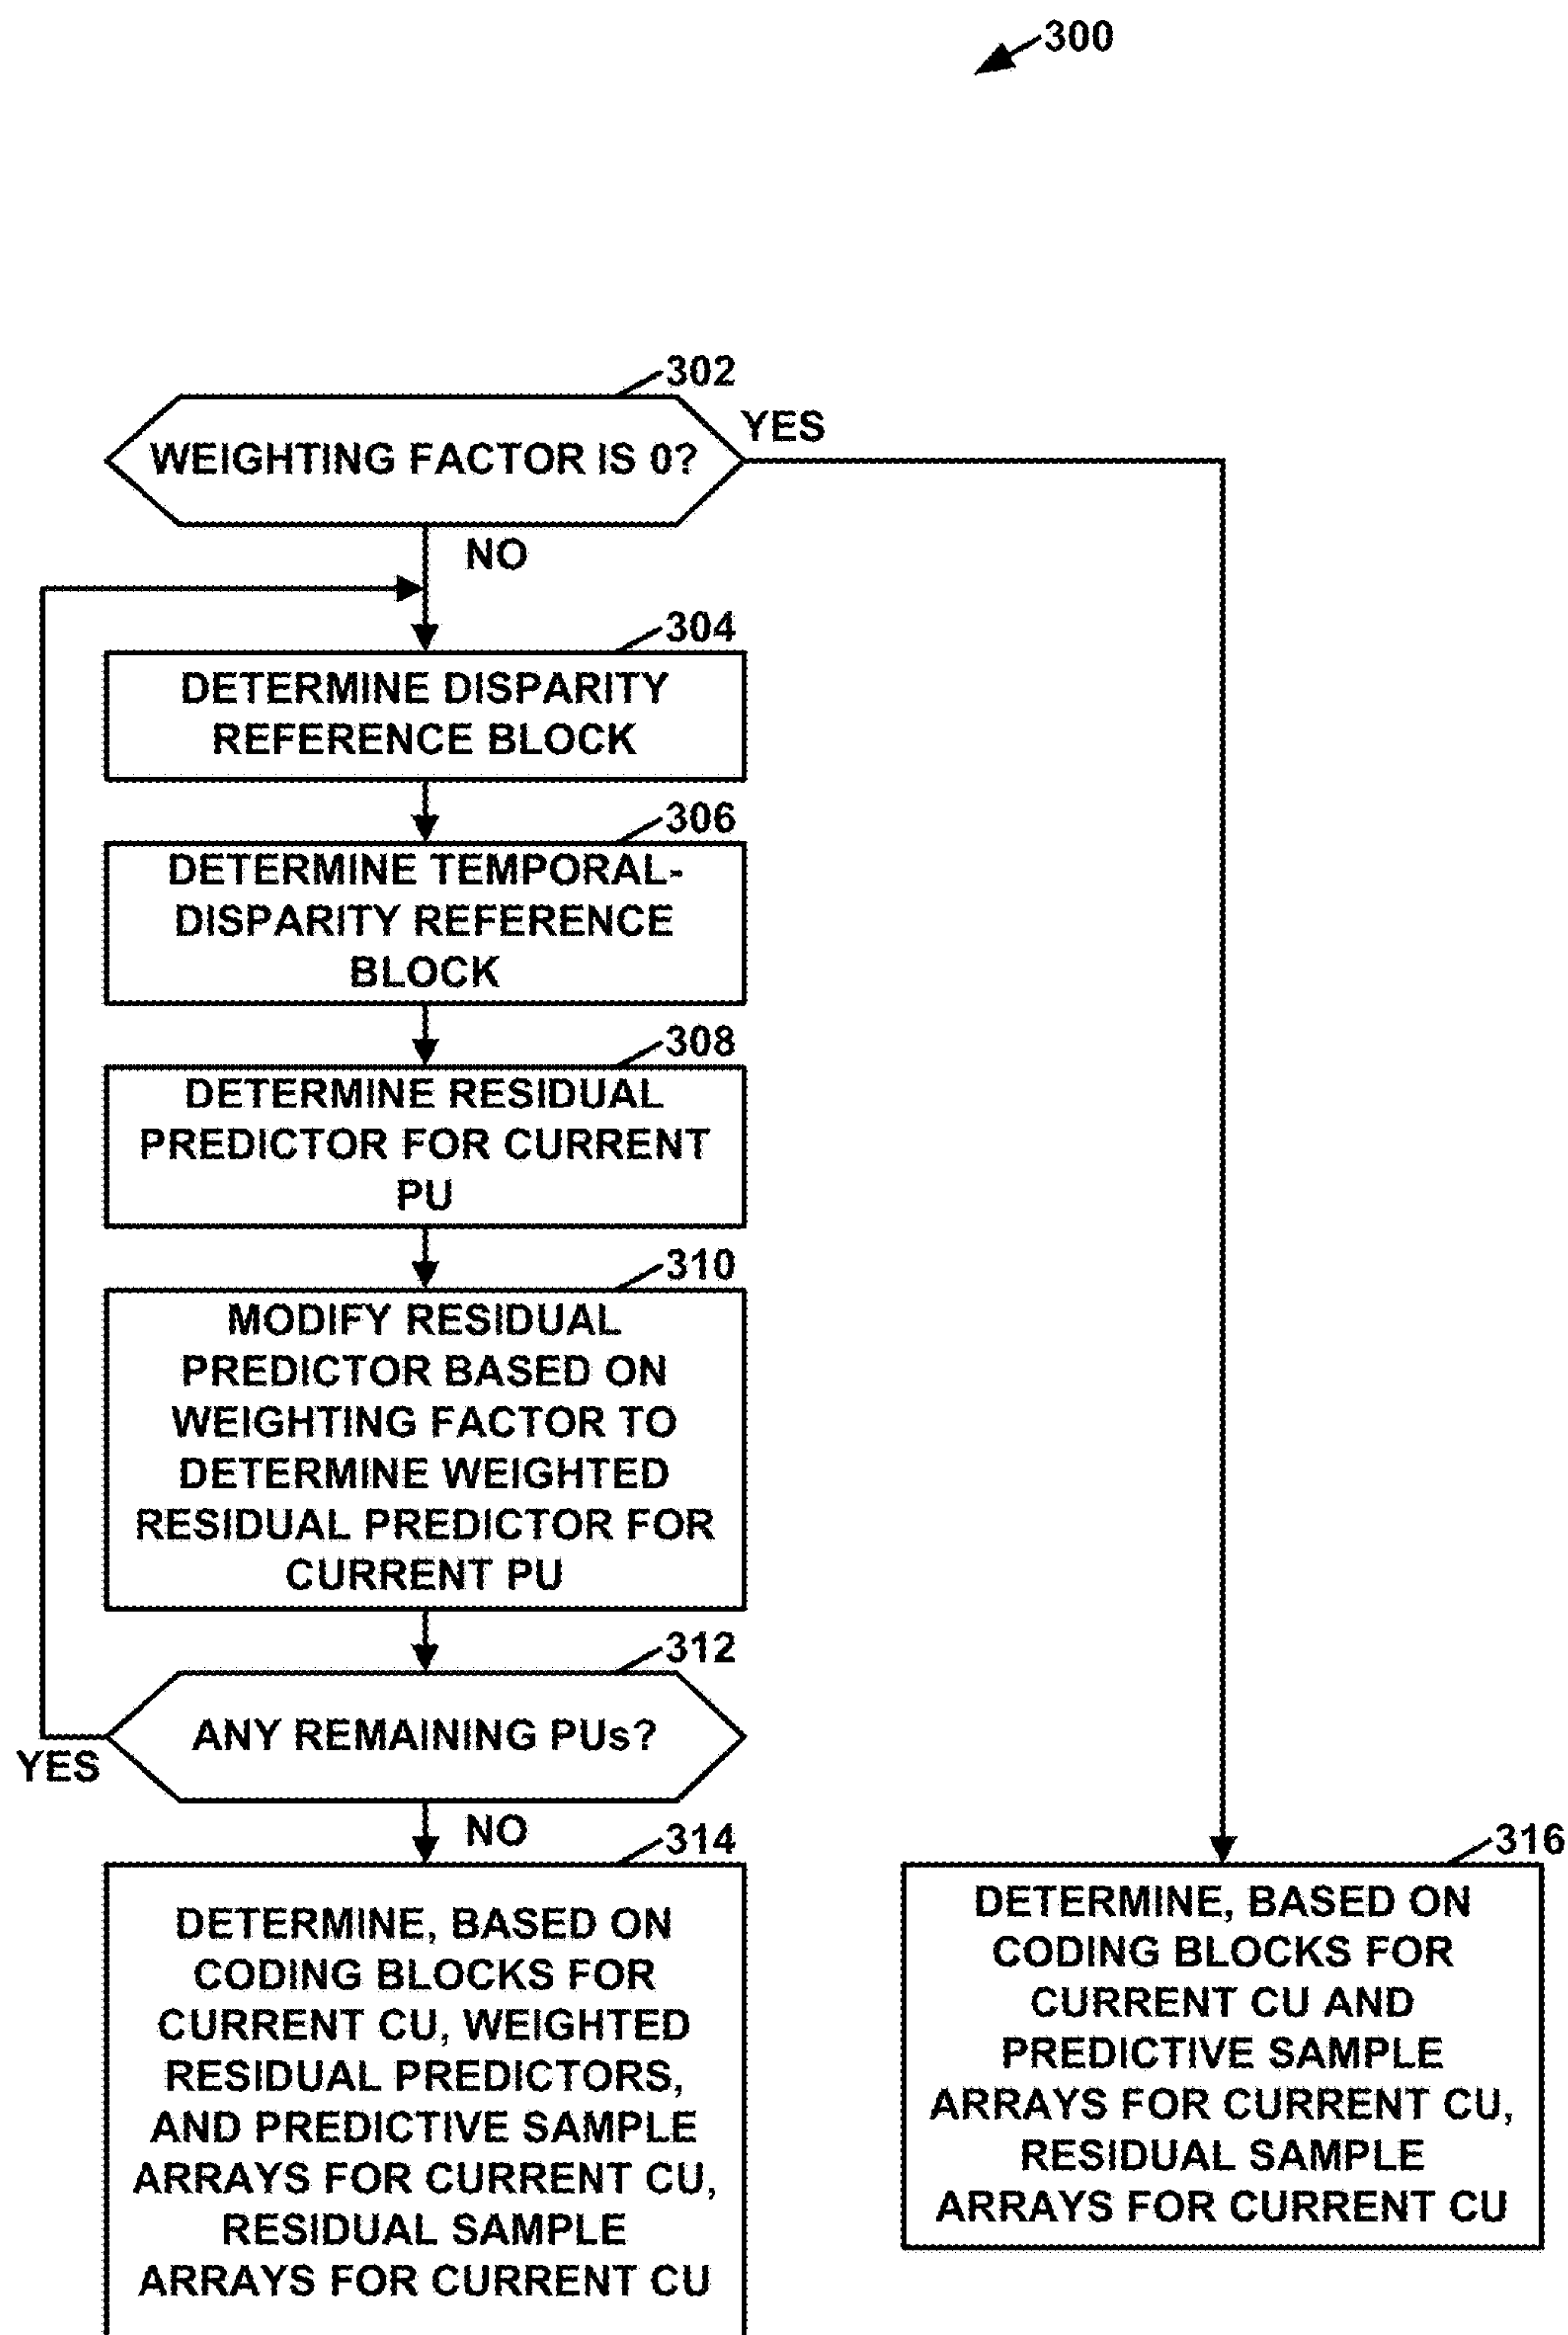 300
302
WEIGHTING FACTOR IS 0?
YES
NO
304
DETERMINE DISPARITY
REFERENCE BLOCK
306
DETERMINE TEMPORAL-
DISPARITY REFERENCE
BLOCK
308
DETERMINE RESIDUAL
PREDICTOR FOR CURRENT
PU
310
MODIFY RESIDUAL
PREDICTOR BASED ON
WEIGHTING FACTOR TO
DETERMINE WEIGHTED
RESIDUAL PREDICTOR FOR
CURRENT PU
312
ANY REMAINING PUs?
YES
NO
314
DETERMINE, BASED ON
CODING BLOCKS FOR
CURRENT CU, WEIGHTED
RESIDUAL PREDICTORS,
AND PREDICTIVE SAMPLE
ARRAYS FOR CURRENT CU,
RESIDUAL SAMPLE
ARRAYS FOR CURRENT CU
316
DETERMINE, BASED ON
CODING BLOCKS FOR
CURRENT CU AND
PREDICTIVE SAMPLE
ARRAYS FOR CURRENT CU,
RESIDUAL SAMPLE
ARRAYS FOR CURRENT CU